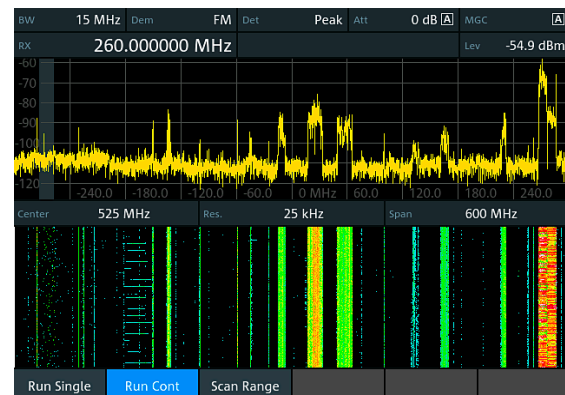 BW 15 MHz Dem FM Det Peak Att 0 dB A MGC A
RX 260.000000 MHz Lev -54.9 dBm
-60
-70
-80
-90
-100
-120
-240.0 -180.0 -120.0 -60.0 0 MHz 60.0 120.0 180.0 240.0
Center 525 MHz Res. 25 kHz Span 600 MHz
Run Single Run Cont Scan Range